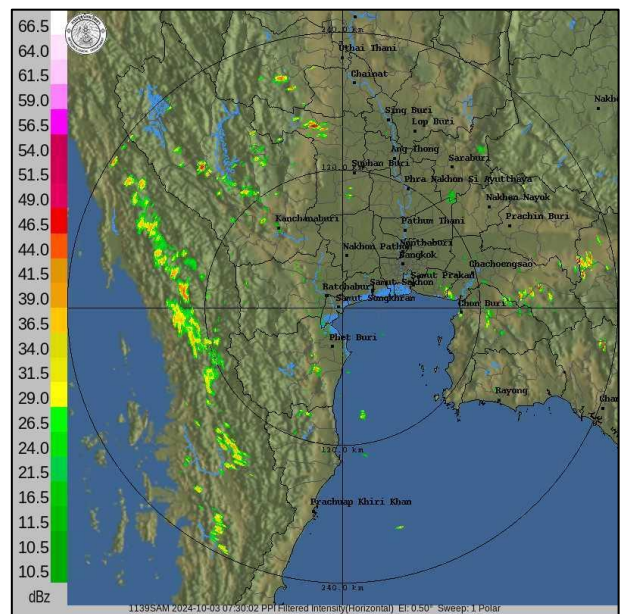 66.5
64.0
61.5
59.0
56.5
54.0
51.5
49.0
46.5
44.0
41.5
39.0
36.5
34.0
31.5
29.0
26.5
24.0
21.5
16.5
11.5
10.5
dBz
240.0 km
Uthai Thani
Chainat
Nakh
Sing Buri
Lop Buri
Ang Thong
Saraburi
120.0 km
Suphan Buri
Phra Nakhon Si Ayutthaya
Nakhon Nayok
Prachin Buri
Kanchanaburi
Pathum Thani
Nonthaburi
Nakhon Pathom
Bangkok
Chachoengsao
Samut Prakan
Samut Sakhon
Ratchaburi
Samut Songkhram
Chon Buri
Phet Buri
Rayong
Chan
120.0 km
Prachuap Khiri Khan
240.0 km
1139SAM 2024-10-03 07:30:02 PPI Filtered Intensity(Horizontal) El: 0.50° Sweep: 1 Polar